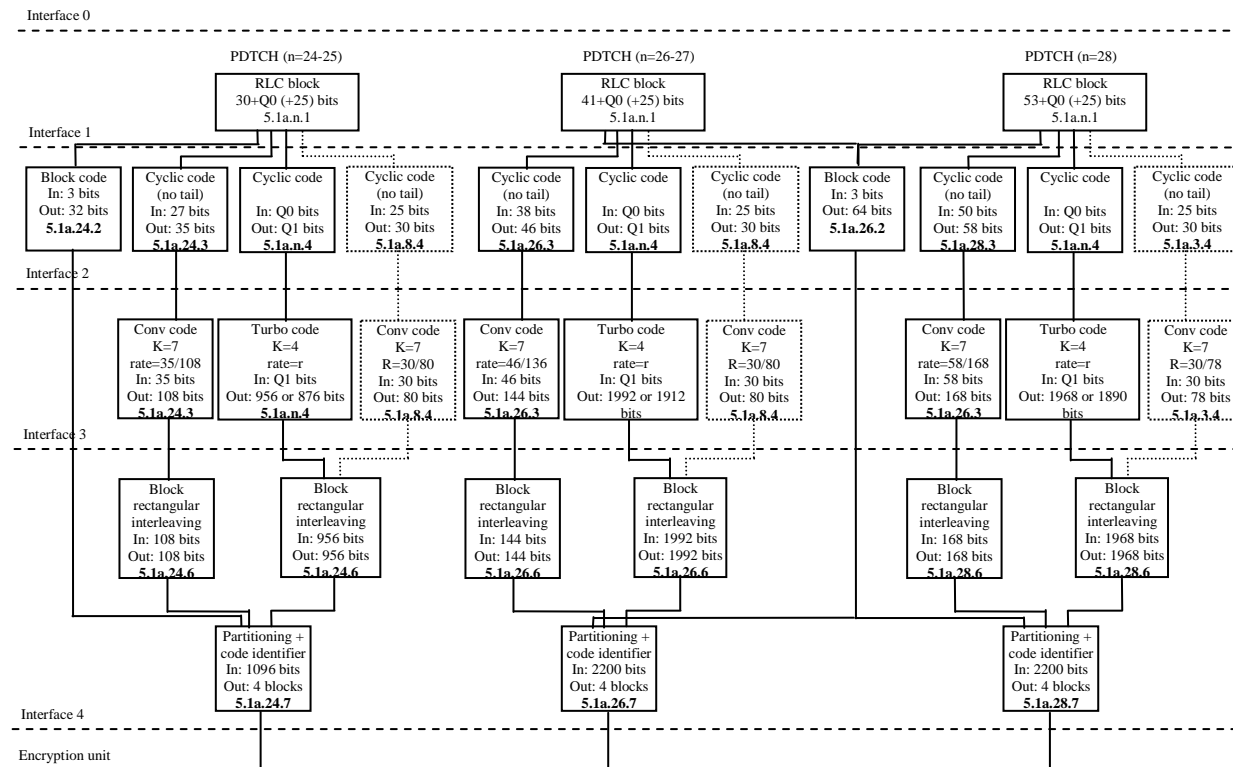 Interface 0
PDTCH (n=24-25)
PDTCH (n=26-27)
PDTCH (n=28)
RLC block
30+Q0 (+25) bits
5.1a.n.1
RLC block
41+Q0 (+25) bits
5.1a.n.1
RLC block
53+Q0 (+25) bits
5.1a.n.1
Interface 1
Block code
In: 3 bits
Out: 32 bits
5.1a.24.2
Cyclic code
(no tail)
In: 27 bits
Out: 35 bits
5.1a.24.3
Cyclic code
In: Q0 bits
Out: Q1 bits
5.1a.n.4
Cyclic code
(no tail)
In: 25 bits
Out: 30 bits
5.1a.8.4
Cyclic code
(no tail)
In: 38 bits
Out: 46 bits
5.1a.26.3
Cyclic code
In: Q0 bits
Out: Q1 bits
5.1a.n.4
Cyclic code
(no tail)
In: 25 bits
Out: 30 bits
5.1a.8.4
Block code
In: 3 bits
Out: 64 bits
5.1a.26.2
Cyclic code
(no tail)
In: 50 bits
Out: 58 bits
5.1a.28.3
Cyclic code
In: Q0 bits
Out: Q1 bits
5.1a.n.4
Cyclic code
(no tail)
In: 25 bits
Out: 30 bits
5.1a.3.4
Interface 2
Conv code
K=7
rate=35/108
In: 35 bits
Out: 108 bits
5.1a.24.3
Turbo code
K=4
rate=r
In: Q1 bits
Out: 956 or 876 bits
5.1a.n.4
Conv code
K=7
R=30/80
In: 30 bits
Out: 80 bits
5.1a.8.4
Conv code
K=7
rate=46/136
In: 46 bits
Out: 144 bits
5.1a.26.3
Turbo code
K=4
rate=r
In: Q1 bits
Out: 1992 or 1912
bits
Conv code
K=7
R=30/80
In: 30 bits
Out: 80 bits
5.1a.8.4
Conv code
K=7
rate=58/168
In: 58 bits
Out: 168 bits
5.1a.26.3
Turbo code
K=4
rate=r
In: Q1 bits
Out: 1968 or 1890
bits
Conv code
K=7
R=30/78
In: 30 bits
Out: 78 bits
5.1a.3.4
Interface 3
Block
rectangular
interleaving
In: 108 bits
Out: 108 bits
5.1a.24.6
Block
rectangular
interleaving
In: 956 bits
Out: 956 bits
5.1a.24.6
Block
rectangular
interleaving
In: 144 bits
Out: 144 bits
5.1a.26.6
Block
rectangular
interleaving
In: 1992 bits
Out: 1992 bits
5.1a.26.6
Block
rectangular
interleaving
In: 168 bits
Out: 168 bits
5.1a.28.6
Block
rectangular
interleaving
In: 1968 bits
Out: 1968 bits
5.1a.28.6
Partitioning +
code identifier
In: 1096 bits
Out: 4 blocks
5.1a.24.7
Partitioning +
code identifier
In: 2200 bits
Out: 4 blocks
5.1a.26.7
Partitioning +
code identifier
In: 2200 bits
Out: 4 blocks
5.1a.28.7
Interface 4
Encryption unit